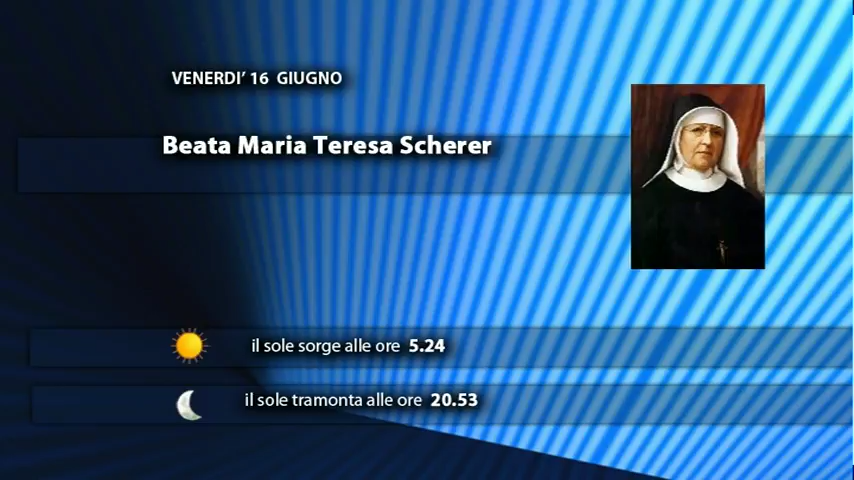 VENERDI’ 16 GIUGNO
Beata Maria Teresa Scherer
il sole sorge alle ore 5.24
il sole tramonta alle ore 20.53